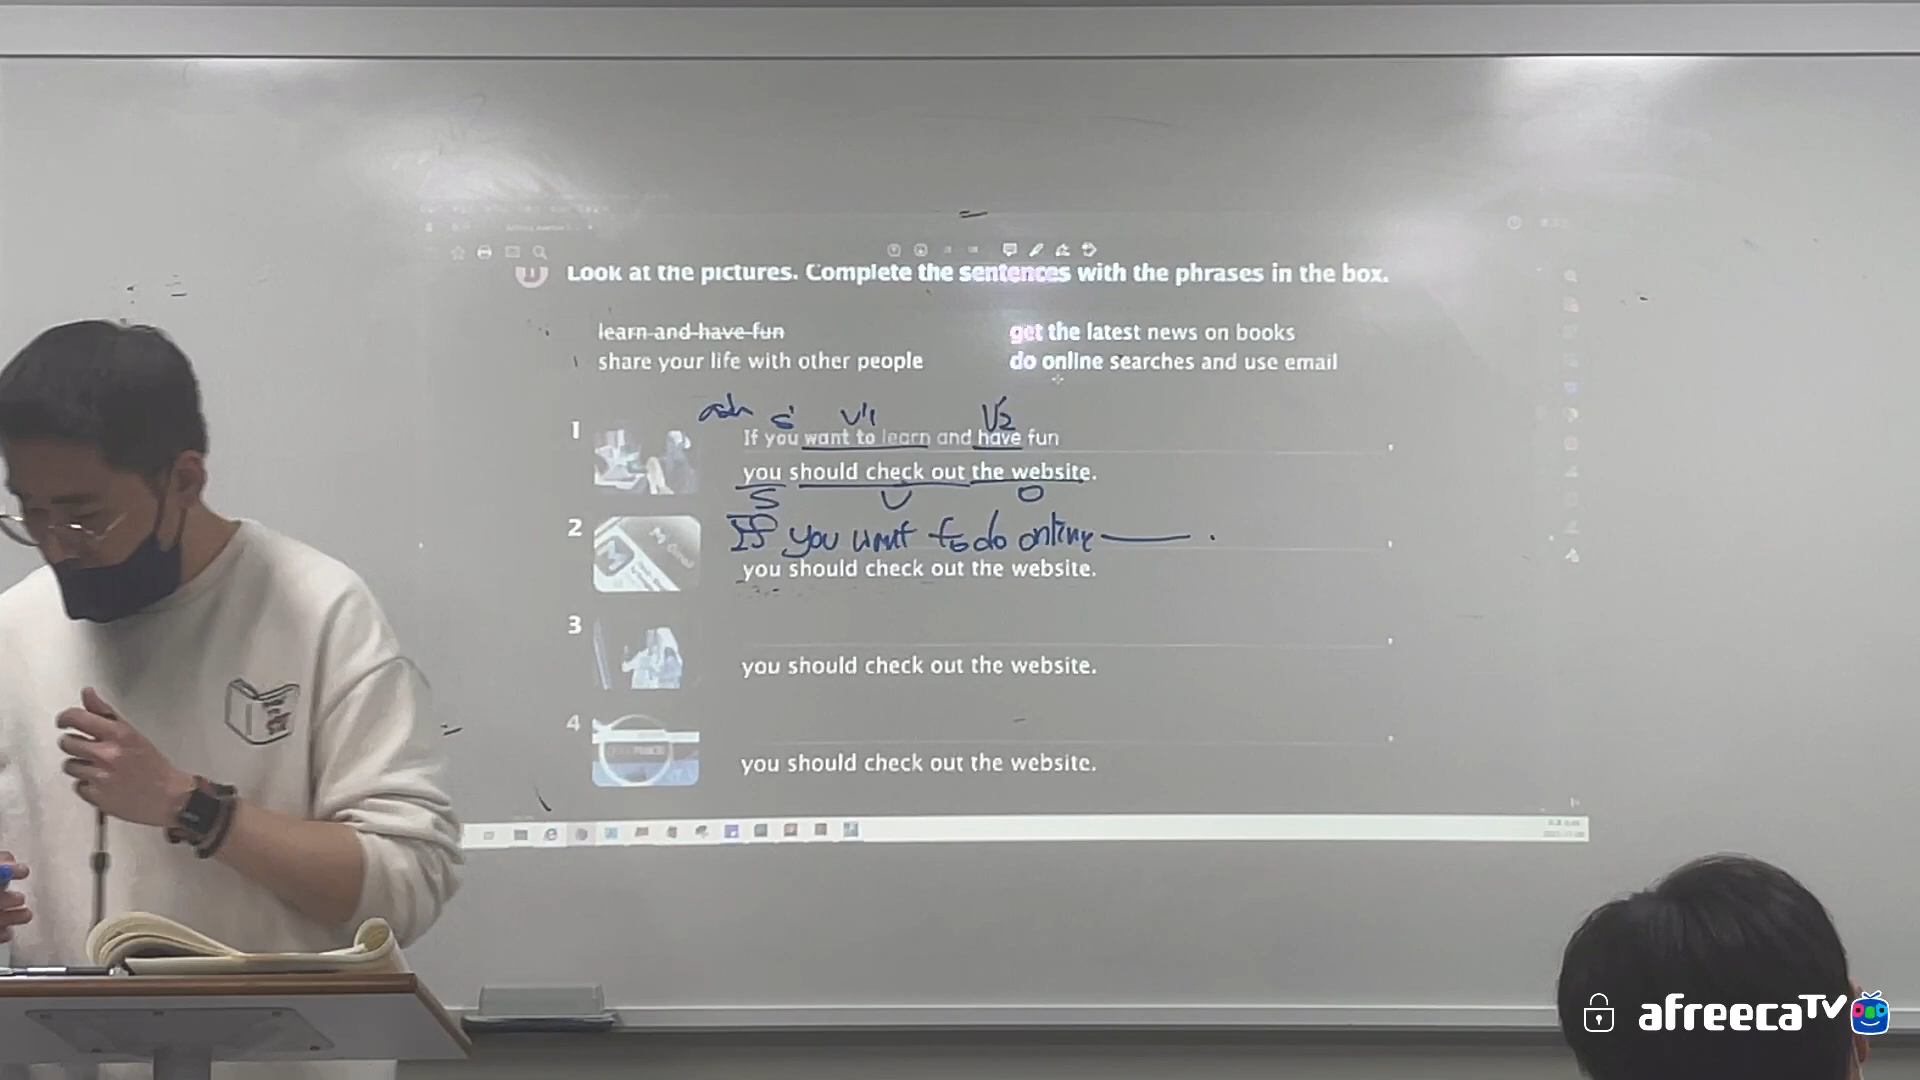 Look at the pictures. Complete the sentences with the phrases in the box.
learn and have fun
get the latest news on books
share your life with other people
do online searches and use email
S' V'1 V'2
1 If you want to learn and have fun
you should check out the website.
S V O
2 If you want to do online
you should check out the website.
3
you should check out the website.
4
you should check out the website.
afreecaTV